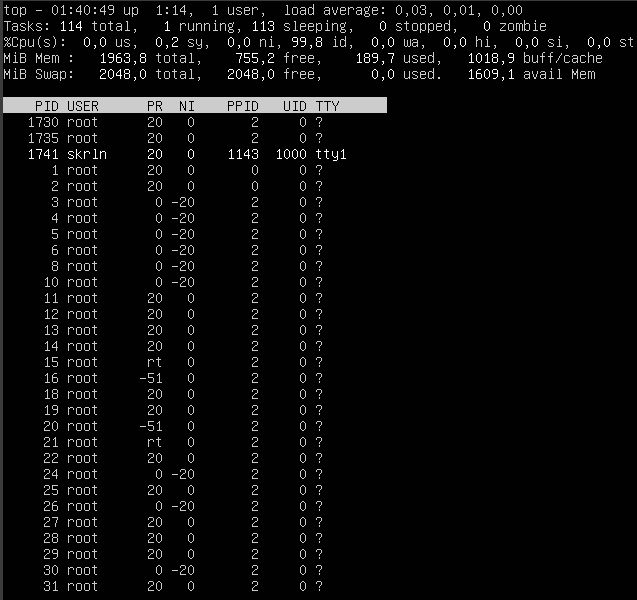 top - 01:40:49 up  1:14,  1 user,  load average: 0,03, 0,01, 0,00
Tasks: 114 total,   1 running, 113 sleeping,   0 stopped,   0 zombie
%Cpu(s):  0,0 us,  0,2 sy,  0,0 ni, 99,8 id,  0,0 wa,  0,0 hi,  0,0 si,  0,0 st
MiB Mem :   1963,8 total,    755,2 free,    189,7 used,   1018,9 buff/cache
MiB Swap:   2048,0 total,   2048,0 free,      0,0 used.   1609,1 avail Mem
PID USER      PR  NI    PPID   UID TTY
1730 root      20   0       2     0 ?
1735 root      20   0       2     0 ?
1741 skrln     20   0    1143  1000 tty1
1 root      20   0       0     0 ?
2 root      20   0       0     0 ?
3 root       0 -20       2     0 ?
4 root       0 -20       2     0 ?
5 root       0 -20       2     0 ?
6 root       0 -20       2     0 ?
8 root       0 -20       2     0 ?
10 root       0 -20       2     0 ?
11 root      20   0       2     0 ?
12 root      20   0       2     0 ?
13 root      20   0       2     0 ?
14 root      20   0       2     0 ?
15 root      rt   0       2     0 ?
16 root     -51   0       2     0 ?
18 root      20   0       2     0 ?
19 root      20   0       2     0 ?
20 root     -51   0       2     0 ?
21 root      rt   0       2     0 ?
22 root      20   0       2     0 ?
24 root       0 -20       2     0 ?
25 root      20   0       2     0 ?
26 root       0 -20       2     0 ?
27 root      20   0       2     0 ?
28 root      20   0       2     0 ?
29 root      20   0       2     0 ?
30 root       0 -20       2     0 ?
31 root      20   0       2     0 ?